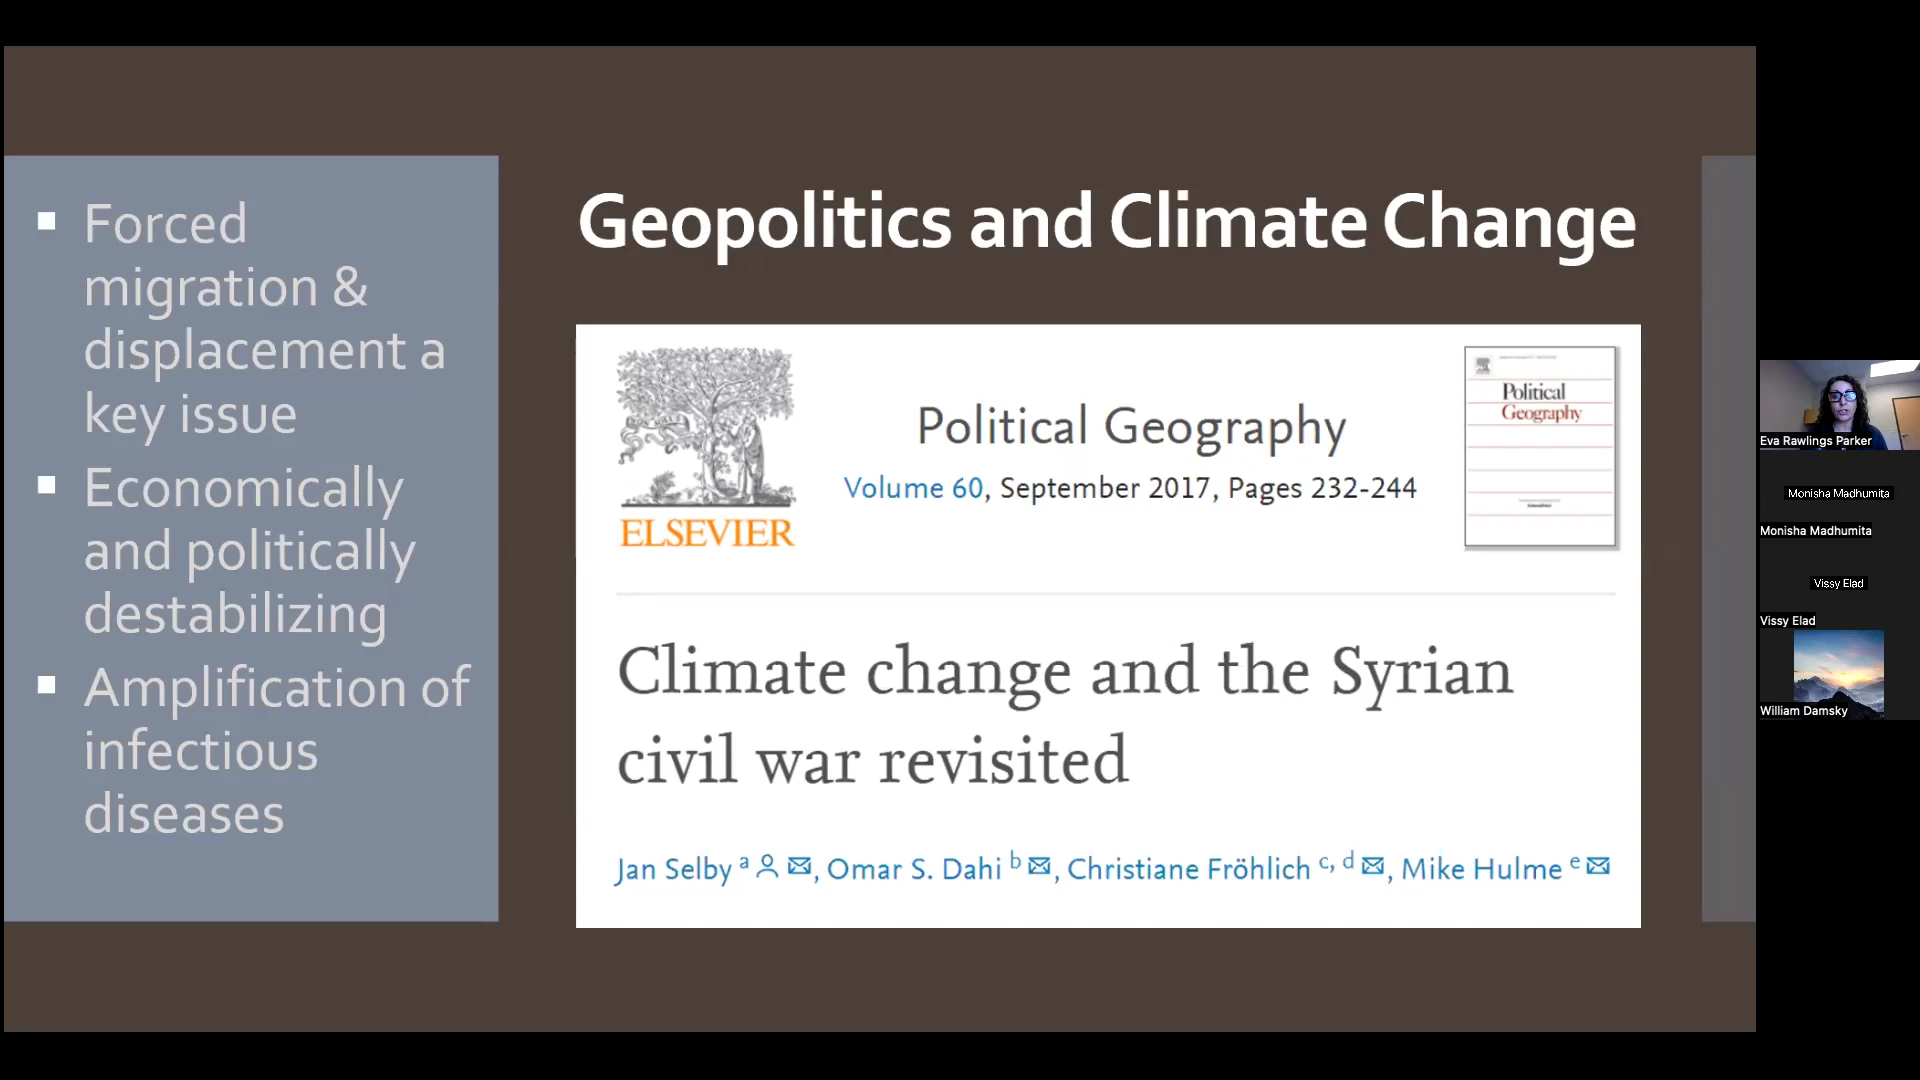 Geopolitics and Climate Change
▪ Forced
migration &
displacement a
key issue
▪ Economically
and politically
destabilizing
▪ Amplification of
infectious
diseases
ELSEVIER
Political Geography
Volume 60, September 2017, Pages 232-244
Political
Geography
Climate change and the Syrian
civil war revisited
Jan Selby a ✉, Omar S. Dahi b ✉, Christiane Fröhlich c, d ✉, Mike Hulme e ✉
Eva Rawlings Parker
Monisha Madhumita
Monisha Madhumita
Vissy Elad
Vissy Elad
William Damsky